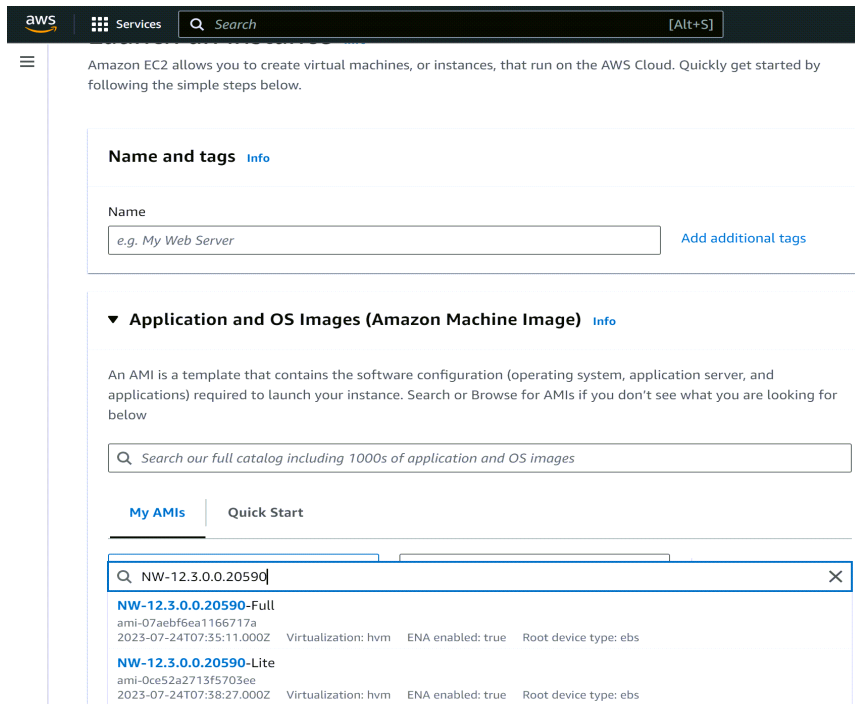 aws
Services
Search
[Alt+S]
Amazon EC2 allows you to create virtual machines, or instances, that run on the AWS Cloud. Quickly get started by
following the simple steps below.
Name and tags Info
Name
e.g. My Web Server
Add additional tags
Application and OS Images (Amazon Machine Image) Info
An AMI is a template that contains the software configuration (operating system, application server, and
applications) required to launch your instance. Search or Browse for AMIs if you don't see what you are looking for
below
Search our full catalog including 1000s of application and OS images
My AMIs
Quick Start
NW-12.3.0.0.20590
NW-12.3.0.0.20590-Full
ami-07aebf6ea1166717a
2023-07-24T07:35:11.000Z Virtualization: hvm ENA enabled: true Root device type: ebs
NW-12.3.0.0.20590-Lite
ami-0ce52a2713f5703ee
2023-07-24T07:38:27.000Z Virtualization: hvm ENA enabled: true Root device type: ebs